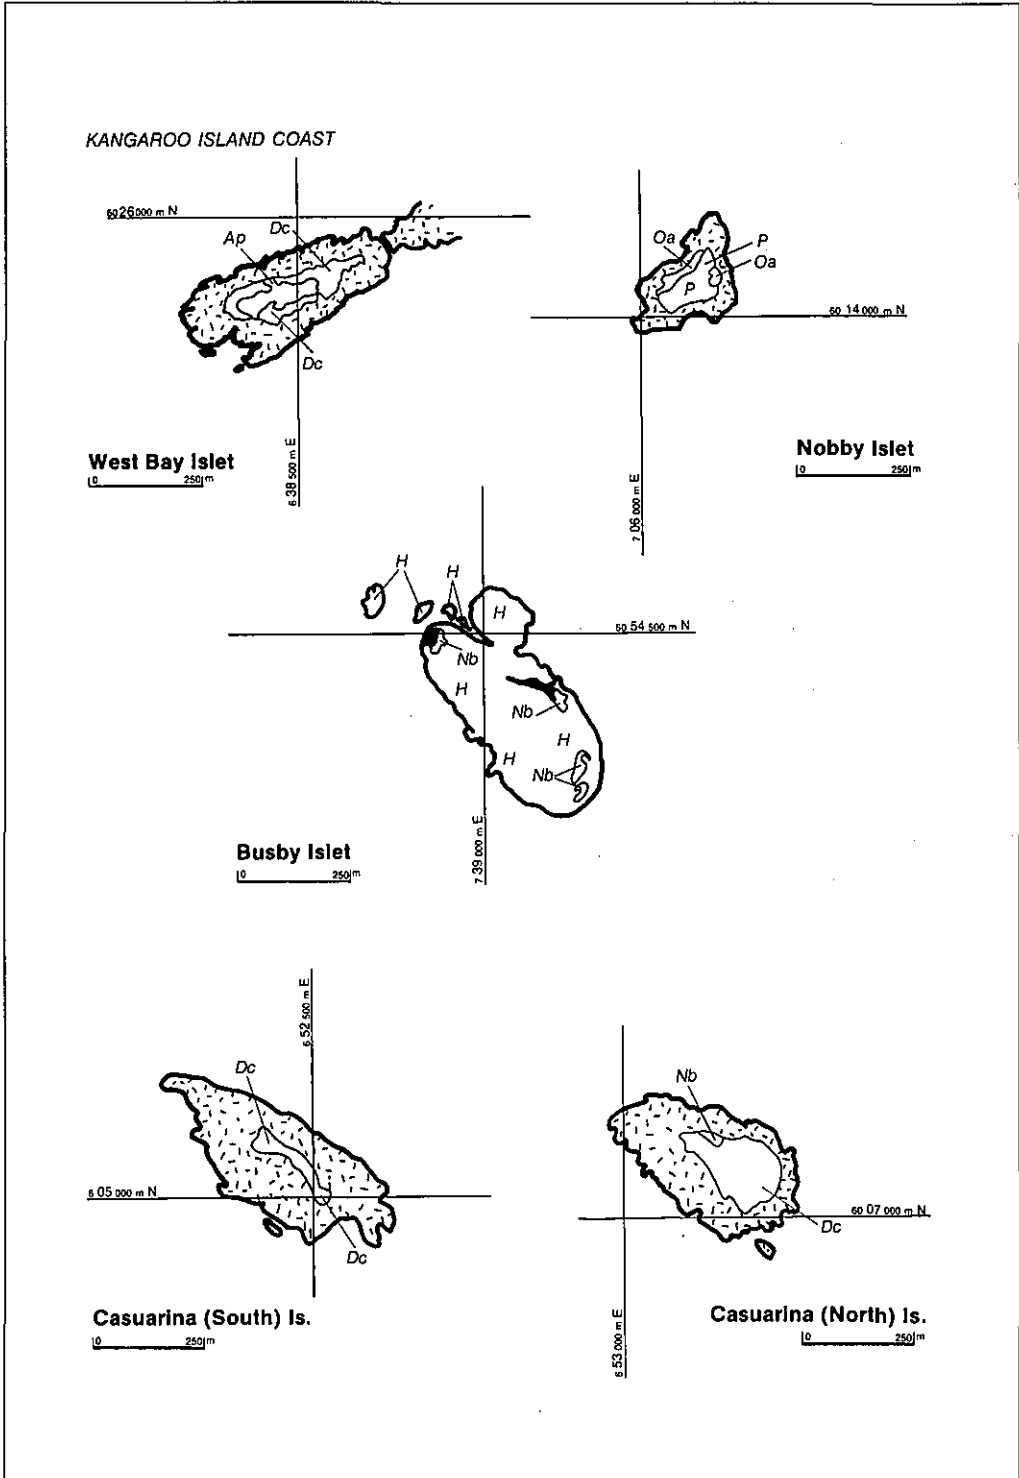 KANGAROO ISLAND COAST
6026000 m N
Dc
Ap
Dc
6 38 500 m E
West Bay Islet
0 250 m
Oa
P
Oa
P
60 14 000 m N
7 06 000 m E
Nobby Islet
0 250 m
H
H
H
60 54 500 m N
Nb
H
Nb
H
H
Nb
7 39 000 m E
Busby Islet
0 250 m
6 52 500 m E
Dc
6 05 000 m N
Dc
Casuarina (South) Is.
0 250 m
Nb
60 07 000 m N
Dc
6 53 000 m E
Casuarina (North) Is.
0 250 m